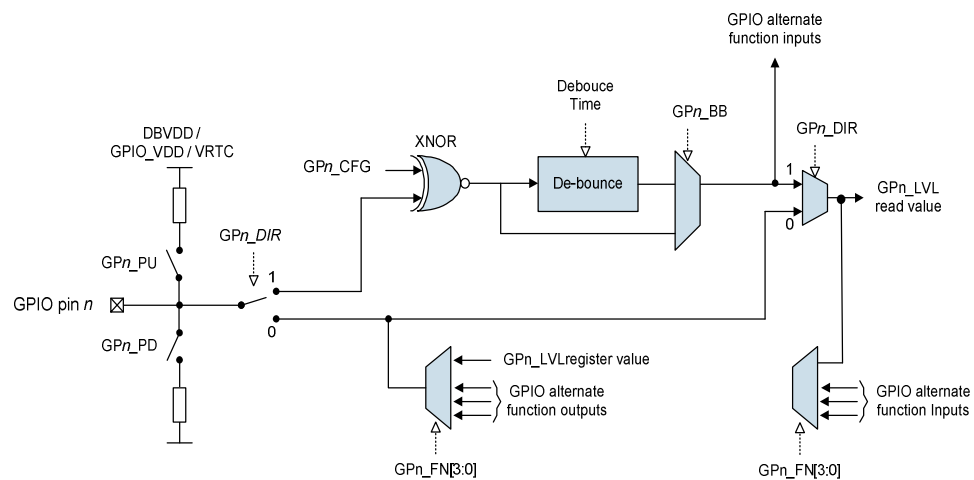 GPIO alternate
function inputs
Debouce
Time
GPn_BB
GPn_DIR
DBVDD /
GPIO_VDD / VRTC
XNOR
GPn_CFG
De-bounce
1
GPn_LVL
read value
0
GPn_DIR
GPn_PU
1
GPIO pin n
0
GPn_PD
GPn_LVLregister value
GPIO alternate
function outputs
GPIO alternate
function Inputs
GPn_FN[3:0]
GPn_FN[3:0]